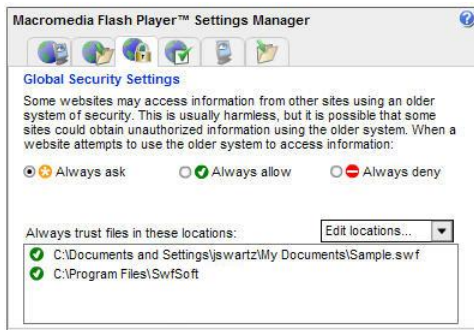 Macromedia Flash Player™ Settings Manager
?
Global Security Settings
Some websites may access information from other sites using an older
system of security. This is usually harmless, but it is possible that some
sites could obtain unauthorized information using the older system. When a
website attempts to use the older system to access information:
Always ask Always allow Always deny
Always trust files in these locations: Edit locations...
C:\Documents and Settings\jswartz\My Documents\Sample.swf
C:\Program Files\SwfSoft